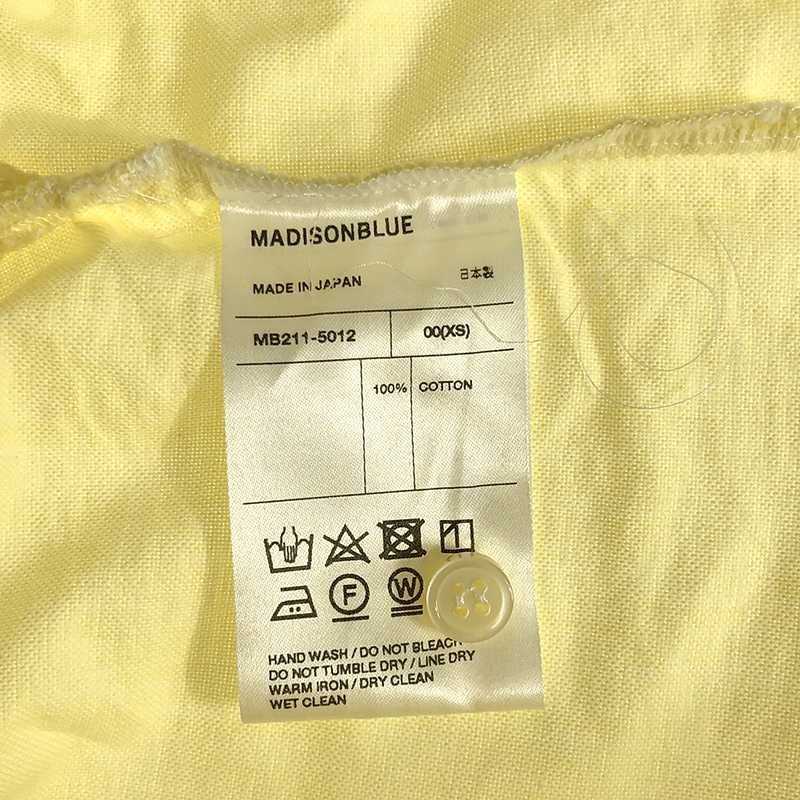 MADISONBLUE
MADE IN JAPAN 日本製
MB211-5012 00(XS)
100% COTTON
F W
HAND WASH / DO NOT BLEACH
DO NOT TUMBLE DRY / LINE DRY
WARM IRON / DRY CLEAN
WET CLEAN